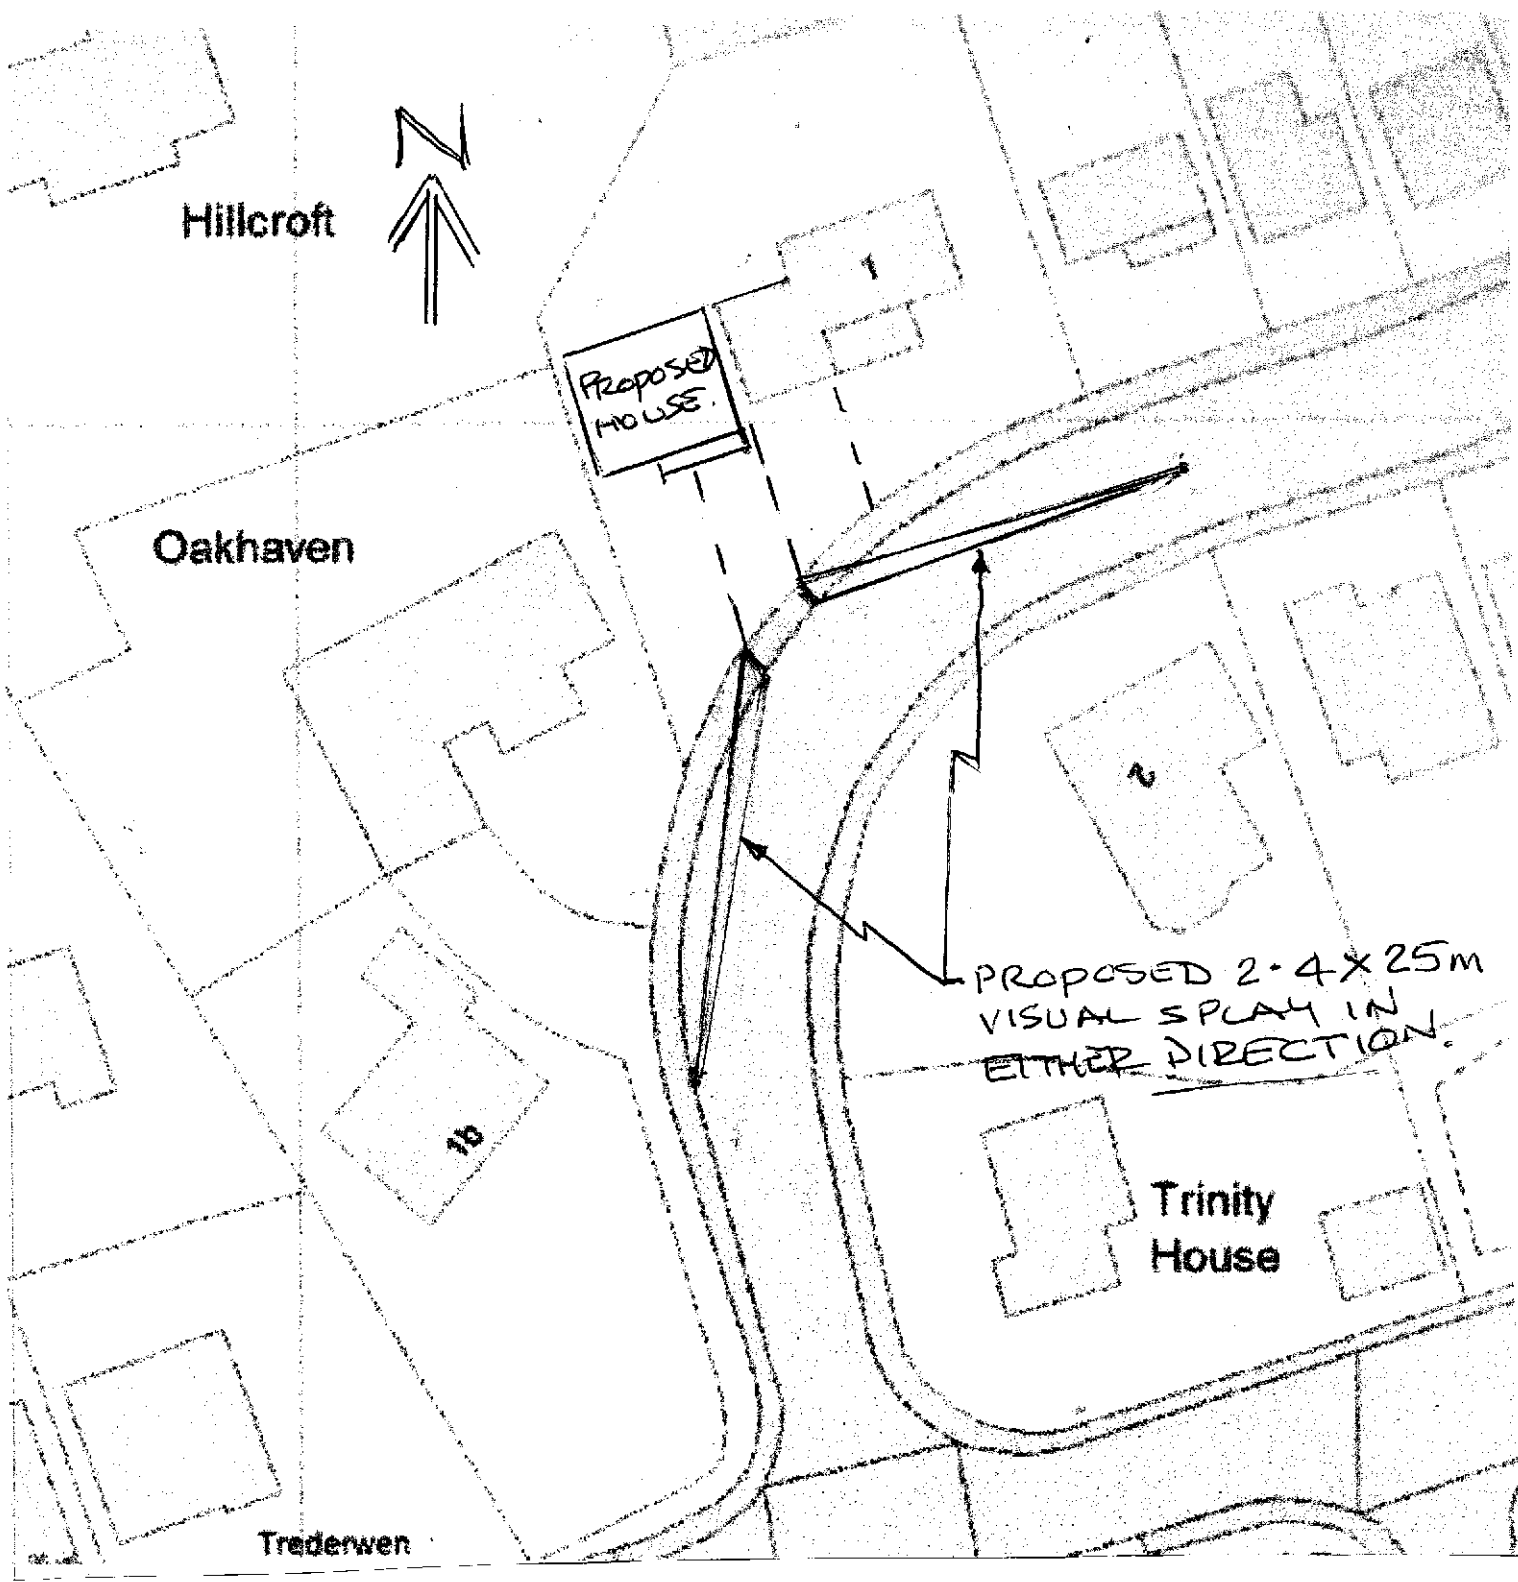 N
Hillcroft
1
PROPOSED
HOUSE.
Oakhaven
2
PROPOSED 2.4 X 25m
VISUAL SPLAY IN
EITHER DIRECTION.
1b
Trinity
House
Trederwen